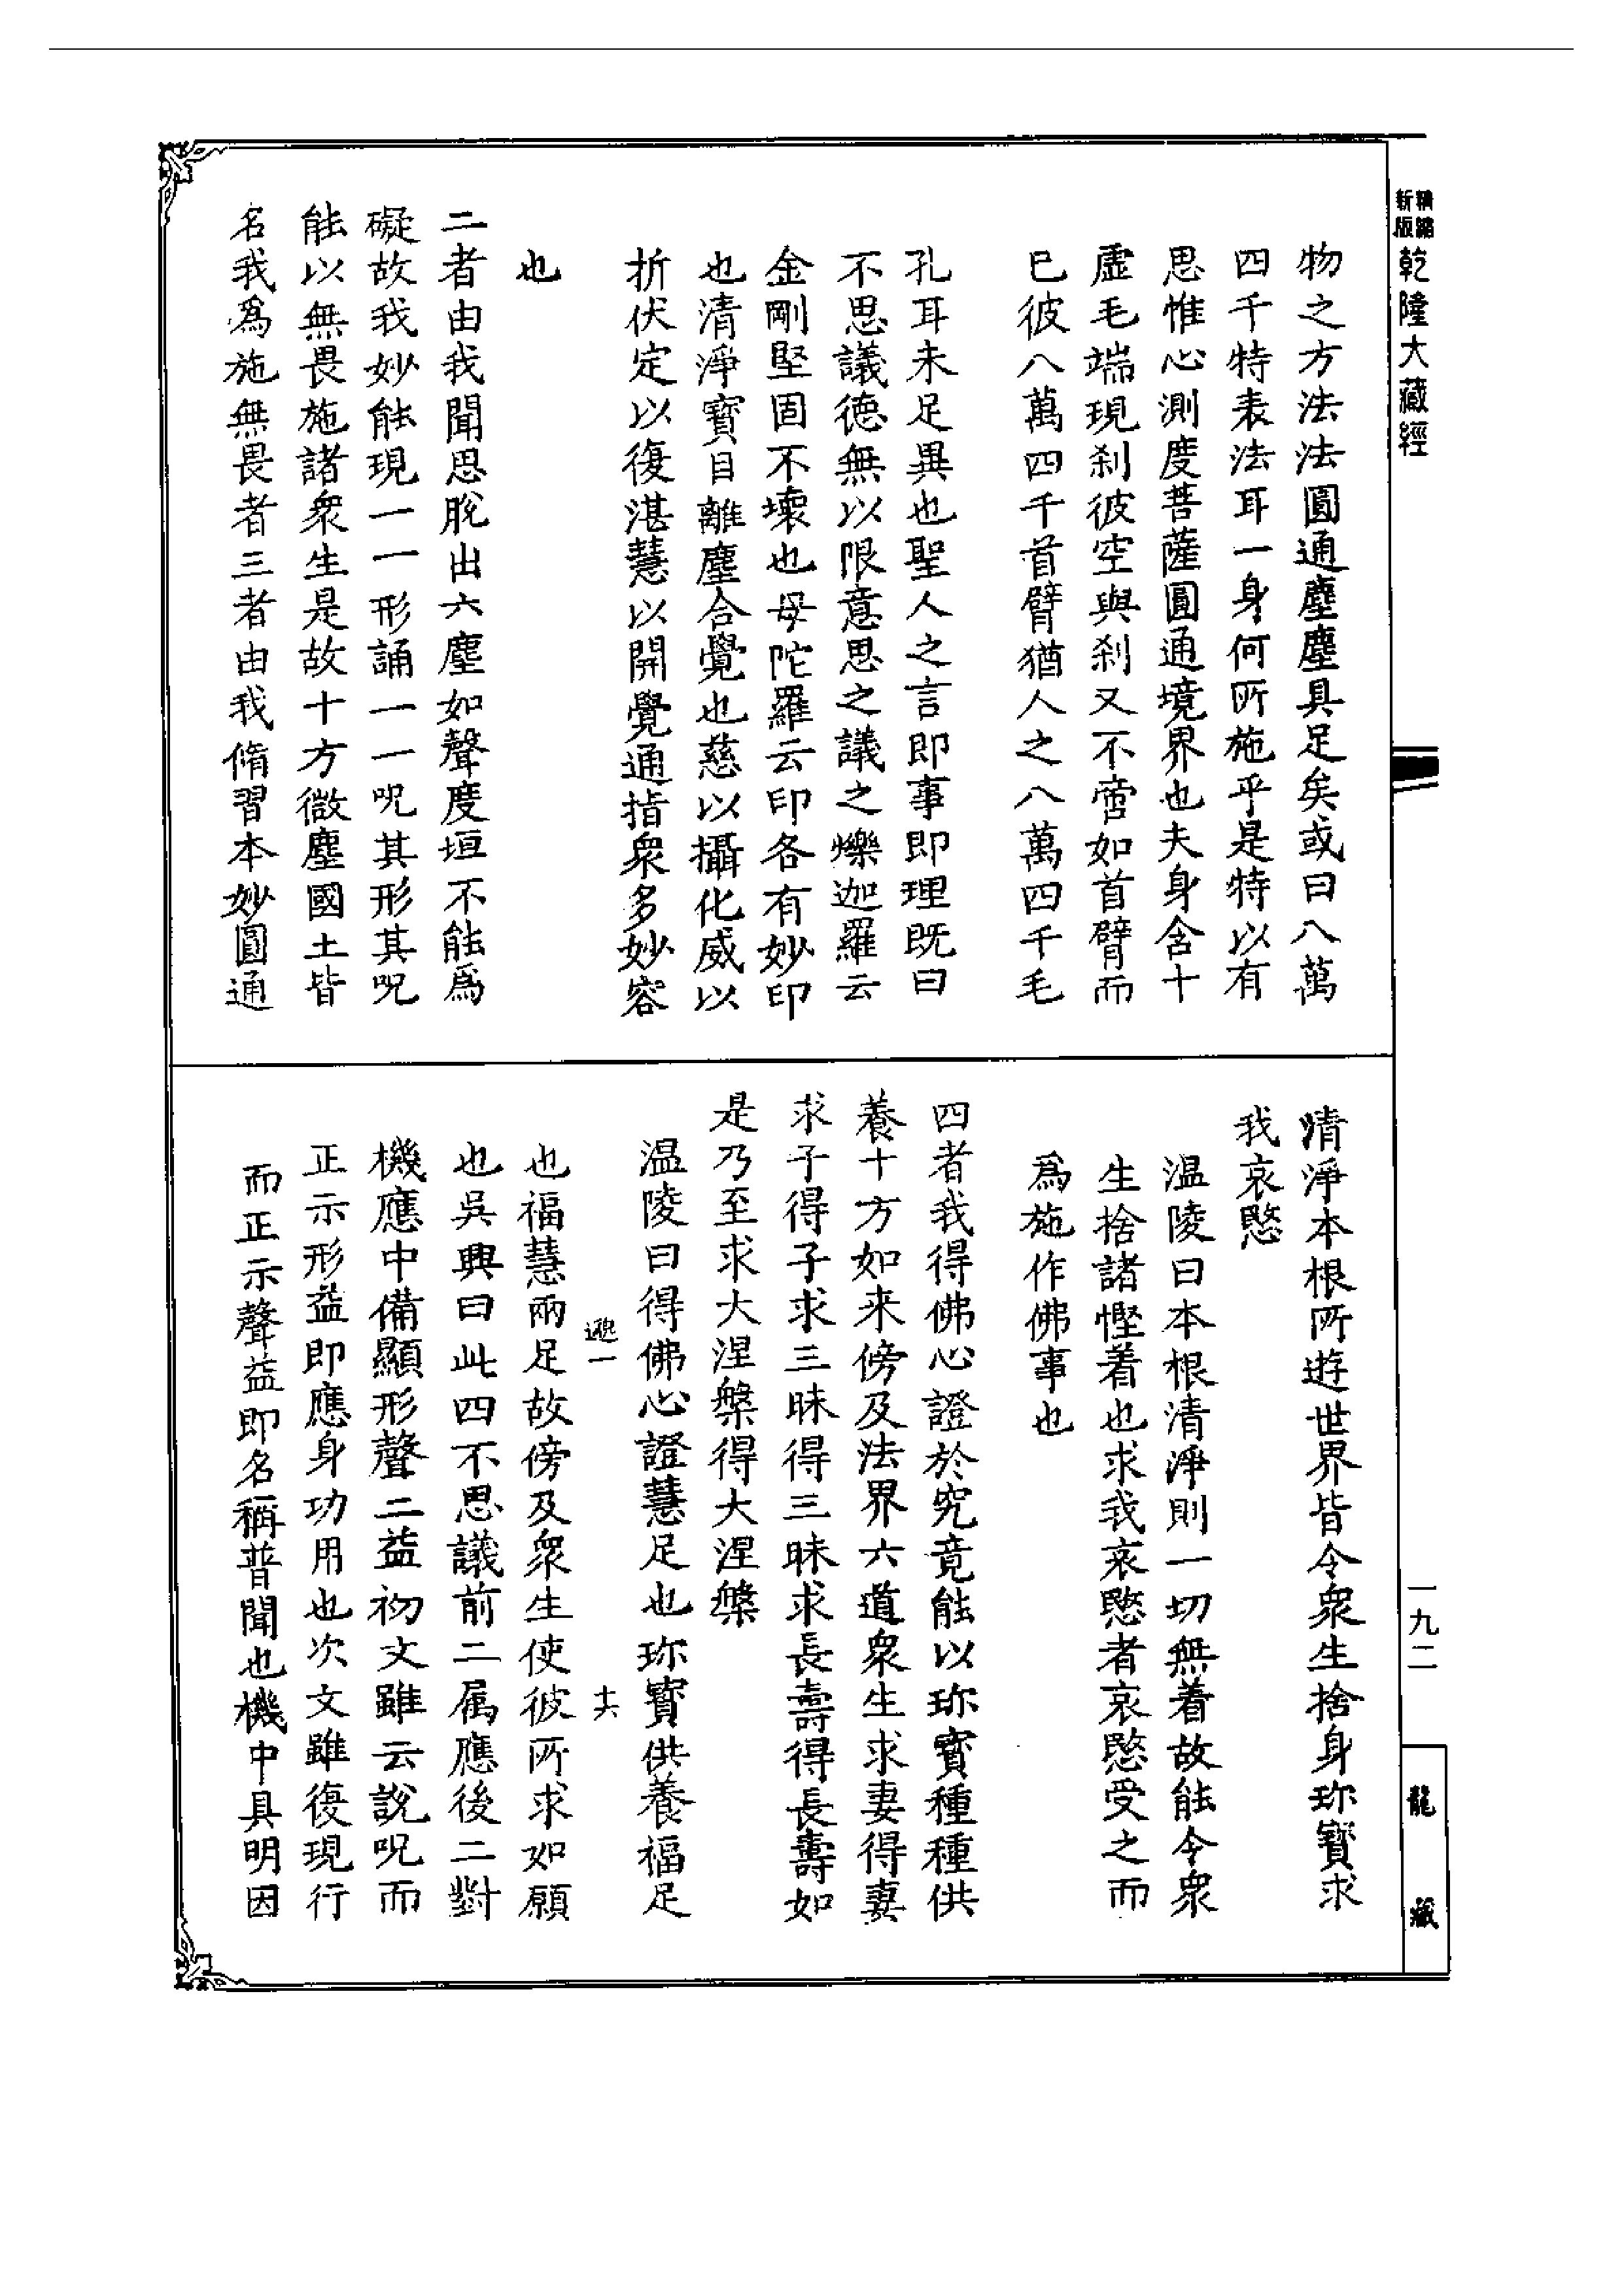 精縮
新版
乾隆大藏經
物之方法法圓通塵塵具足矣或曰八萬
四千特表法耳一身何所施乎是特以有
思惟心測度菩薩圓通境界也夫身含十
虛毛端現刹彼空與刹又不啻如首臂而
已彼八萬四千首臂猶人之八萬四千毛
孔耳未足異也聖人之言即事即理既曰
不思議德無以限意思之議之爍迦羅云
金剛堅固不壞也母陀羅云印各有妙印
也清淨寶目離塵合覺也慈以攝化威以
折伏定以復湛慧以開覺通指衆多妙容
也
二者由我聞思脫出六塵如聲度垣不能爲
礙故我妙能現一一形誦一一呪其形其呪
能以無畏施諸衆生是故十方微塵國土皆
名我爲施無畏者三者由我脩習本妙圓通
清淨本根所遊世界皆令衆生捨身珎寶求
我哀愍
温陵曰本根清淨則一切無着故能令衆
生捨諸慳着也求我哀愍者哀愍受之而
爲施作佛事也
四者我得佛心證於究竟能以珎寶種種供
養十方如来傍及法界六道衆生求妻得妻
求子得子求三昧得三昧求長壽得長壽如
是乃至求大涅槃得大涅槃
温陵曰得佛心證慧足也珎寶供養福足
也福慧兩足故傍及衆生使彼所求如願
也吳興曰此四不思議前二属應後二對
機應中備顯形聲二益初文雖云說呪而
正示形益即應身功用也次文雖復現行
而正示聲益即名稱普聞也機中具明因
一九二
龍藏